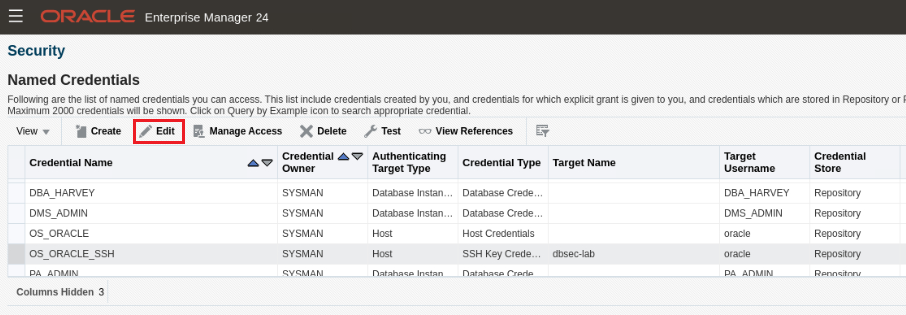 ORACLE Enterprise Manager 24
Security
Named Credentials
Following are the list of named credentials you can access. This list include credentials created by you, and credentials for which explicit grant is given to you, and credentials which are stored in Repository or
Maximum 2000 credentials will be shown. Click on Query by Example icon to search appropriate credential.
View Create Edit Manage Access Delete Test View References
Credential Name Credential Owner Authenticating Target Type Credential Type Target Name Target Username Credential Store
DBA_HARVEY SYSMAN Database Instan… Database Crede… DBA_HARVEY Repository
DMS_ADMIN SYSMAN Database Instan… Database Crede… DMS_ADMIN Repository
OS_ORACLE SYSMAN Host Host Credentials oracle Repository
OS_ORACLE_SSH SYSMAN Host SSH Key Crede… dbsec-lab oracle Repository
PA_ADMIN SYSMAN Database Instan… Database Crede… PA_ADMIN Repository
Columns Hidden 3